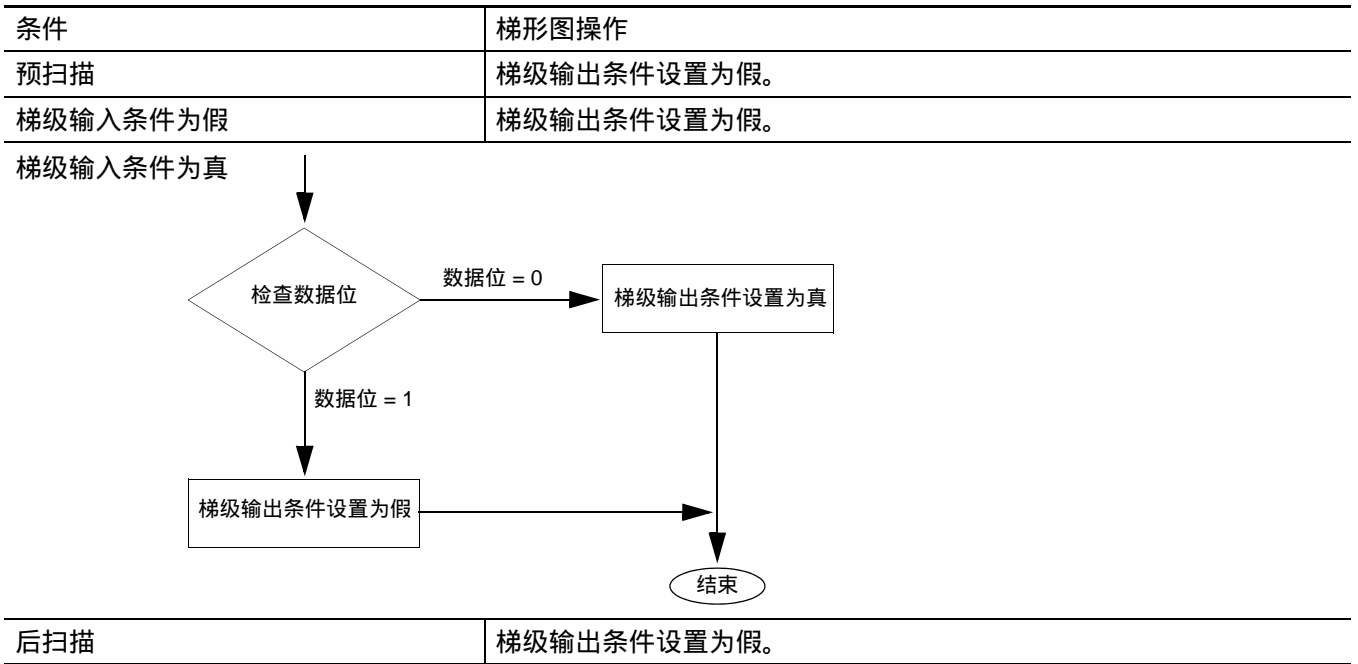 条件 梯形图操作
预扫描 梯级输出条件设置为假。
梯级输入条件为假 梯级输出条件设置为假。
梯级输入条件为真
检查数据位
数据位 = 0
梯级输出条件设置为真
数据位 = 1
梯级输出条件设置为假
结束
后扫描 梯级输出条件设置为假。